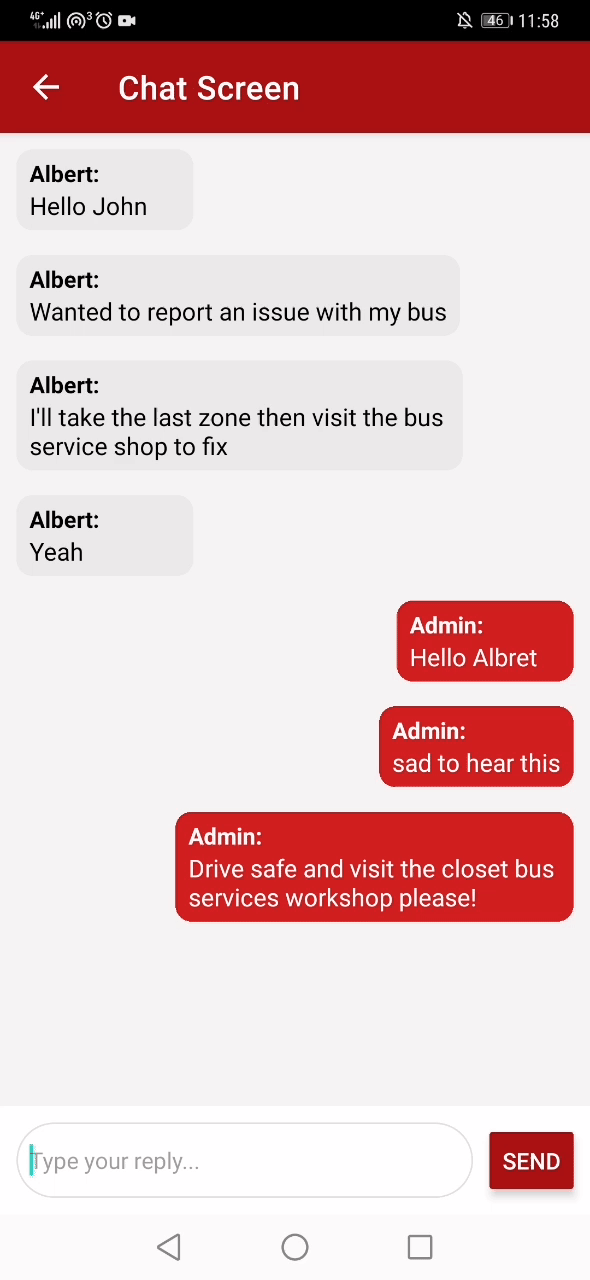 4G+ 3 46 11:58
Chat Screen
Albert:
Hello John
Albert:
Wanted to report an issue with my bus
Albert:
I'll take the last zone then visit the bus
service shop to fix
Albert:
Yeah
Admin:
Hello Albret
Admin:
sad to hear this
Admin:
Drive safe and visit the closet bus
services workshop please!
Type your reply...
SEND